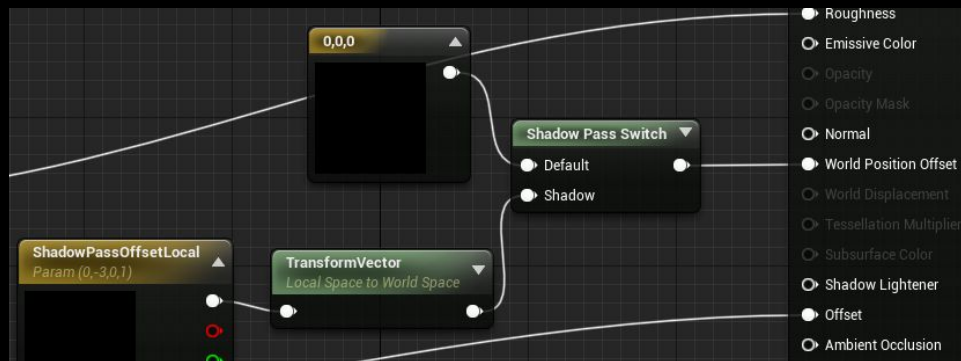 Roughness
0,0,0
Emissive Color
Opacity
Opacity Mask
Shadow Pass Switch
Normal
Default
World Position Offset
Shadow
World Displacement
Tessellation Multiplier
ShadowPassOffsetLocal
Param (0,-3,0,1)
TransformVector
Local Space to World Space
Subsurface Color
Shadow Lightener
Offset
Ambient Occlusion